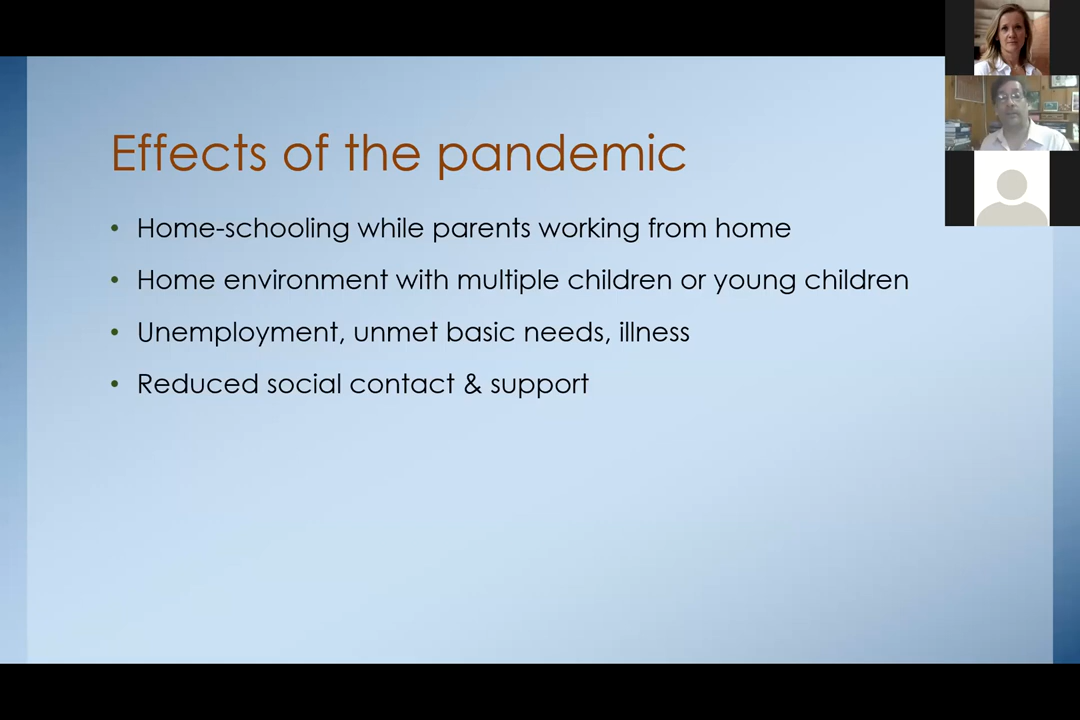 Effects of the pandemic
• Home-schooling while parents working from home
• Home environment with multiple children or young children
• Unemployment, unmet basic needs, illness
• Reduced social contact & support